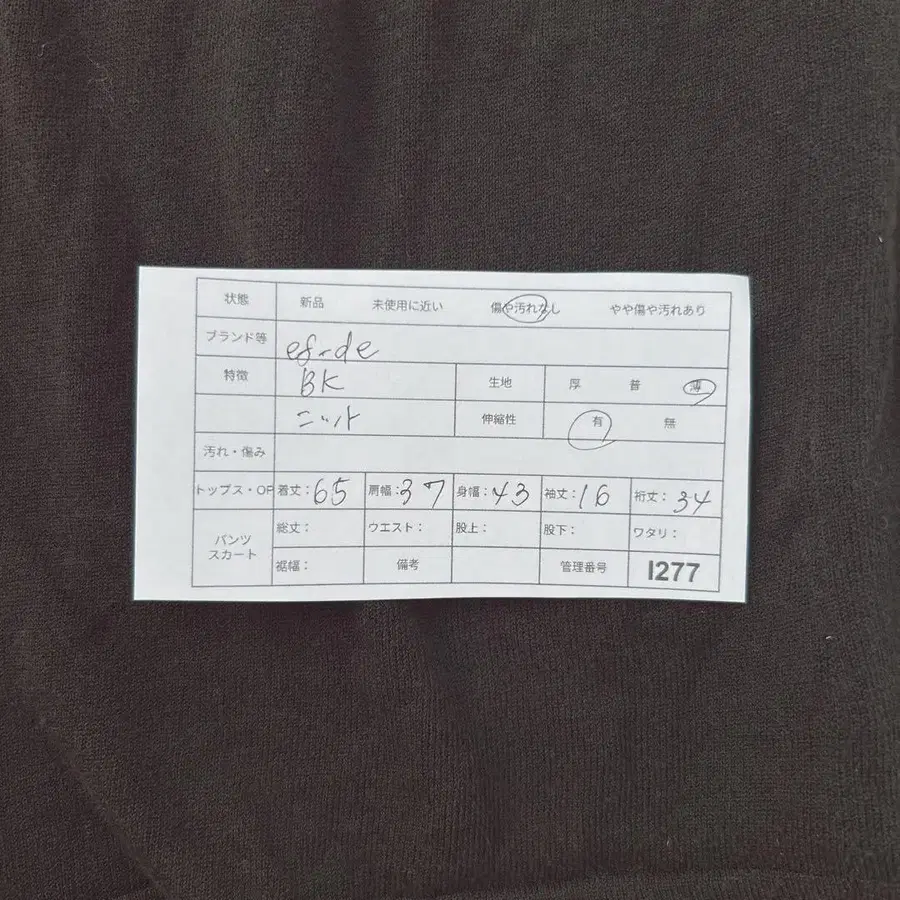 状態 新品 未使用に近い 傷や汚れなし やや傷や汚れあり
ブランド等 ef-de
特徴 BK 生地 厚 普 薄
ニット 伸縮性 有 無
汚れ・傷み
トップス・OP 着丈：65 肩幅：37 身幅：43 袖丈：16 裄丈：34
パンツ スカート 総丈： ウエスト： 股上： 股下： ワタリ：
裾幅： 備考 管理番号 I277